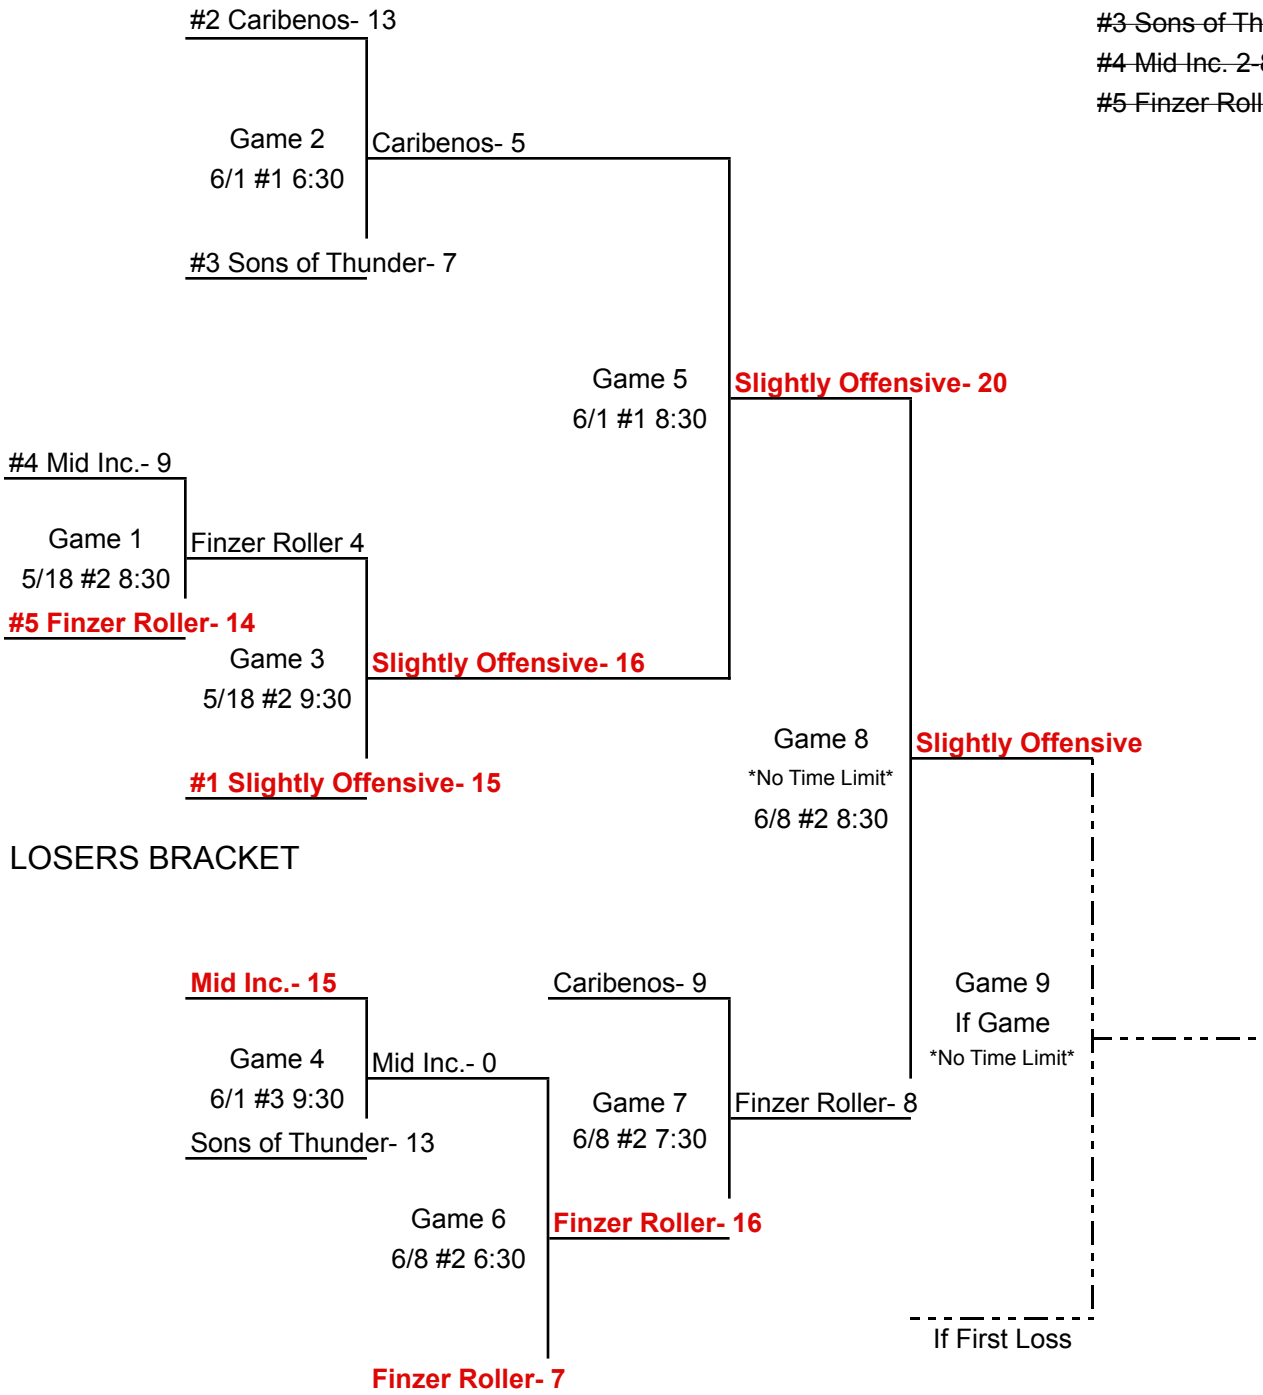 #2 Caribenos- 13
#3 Sons of Th
#4 Mid Inc. 2-8
#5 Finzer Roll
Game 2
6/1 #1 6:30
Caribenos- 5
#3 Sons of Thunder- 7
Game 5
6/1 #1 8:30
Slightly Offensive- 20
#4 Mid Inc.- 9
Game 1
5/18 #2 8:30
Finzer Roller 4
#5 Finzer Roller- 14
Game 3
5/18 #2 9:30
Slightly Offensive- 16
#1 Slightly Offensive- 15
Game 8
*No Time Limit*
6/8 #2 8:30
Slightly Offensive
LOSERS BRACKET
Mid Inc.- 15
Game 4
6/1 #3 9:30
Mid Inc.- 0
Sons of Thunder- 13
Caribenos- 9
Game 7
6/8 #2 7:30
Finzer Roller- 8
Game 9
If Game
*No Time Limit*
Game 6
6/8 #2 6:30
Finzer Roller- 16
Finzer Roller- 7
If First Loss